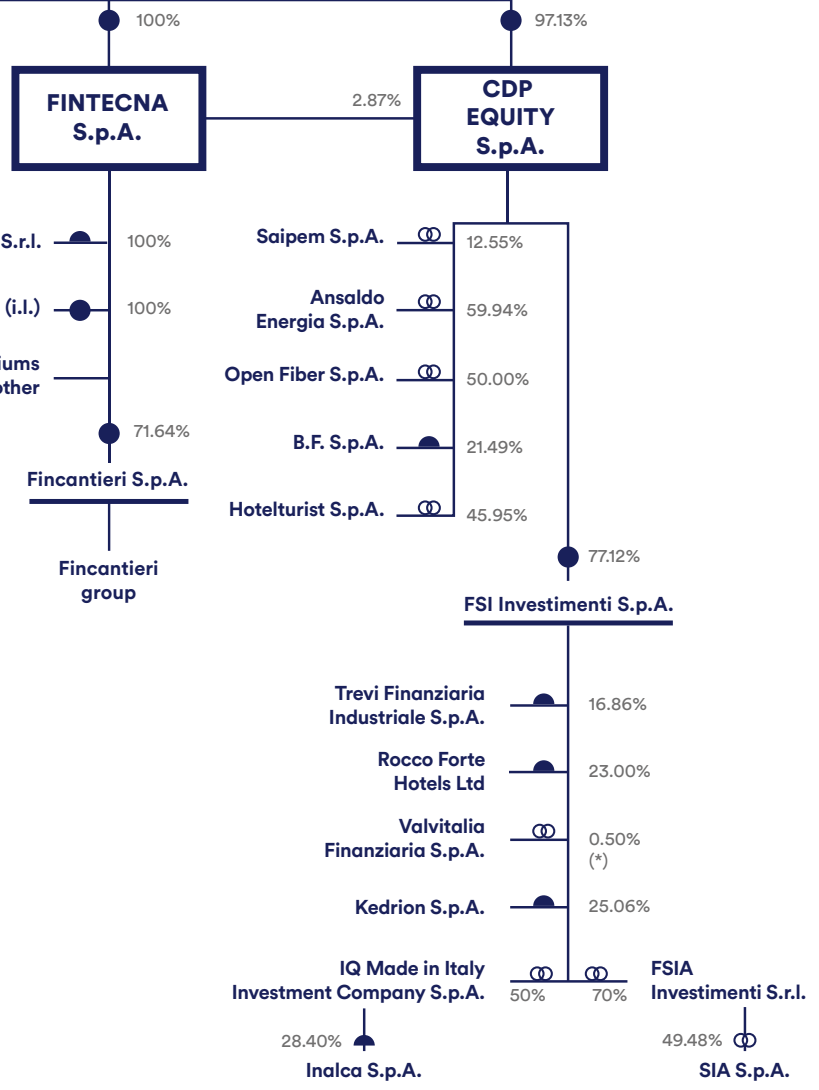 100%
97.13%
FINTECNA
S.p.A.
2.87%
CDP
EQUITY
S.p.A.
S.r.l.
100%
(i.l.)
100%
iums
other
71.64%
Fincantieri S.p.A.
Fincantieri
group
Saipem S.p.A.
12.55%
Ansaldo
Energia S.p.A.
59.94%
Open Fiber S.p.A.
50.00%
B.F. S.p.A.
21.49%
Hotelturist S.p.A.
45.95%
77.12%
FSI Investimenti S.p.A.
Trevi Finanziaria
Industriale S.p.A.
16.86%
Rocco Forte
Hotels Ltd
23.00%
Valvitalia
Finanziaria S.p.A.
0.50%
(*)
Kedrion S.p.A.
25.06%
IQ Made in Italy
Investment Company S.p.A.
50%
70%
FSIA
Investimenti S.r.l.
28.40%
Inalca S.p.A.
49.48%
SIA S.p.A.